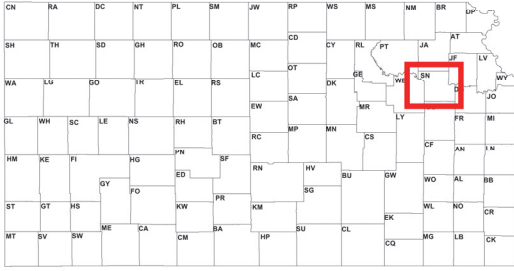 CN RA DC NT PL SM JW RP WS MS NM BR DP
CD AT
SH TH SD GH RO OB MC CY RL PT JA
JF LV
OT
LC GE WB SN WY
WA LG GO TR EL RS DK D JO
SA
EW MR
GL WH SC LE NS RH BT LY FR MI
MP MN
RC CS
CF
PN AN LN
HM KE FI HG SF
RN HV
ED BU GW WO AL BB
GY
FO SG
PR
ST GT HS KW KM WL NO
CR
EK
ME CA BA SU CL
MT SV SW CM HP MG LB CK
CQ